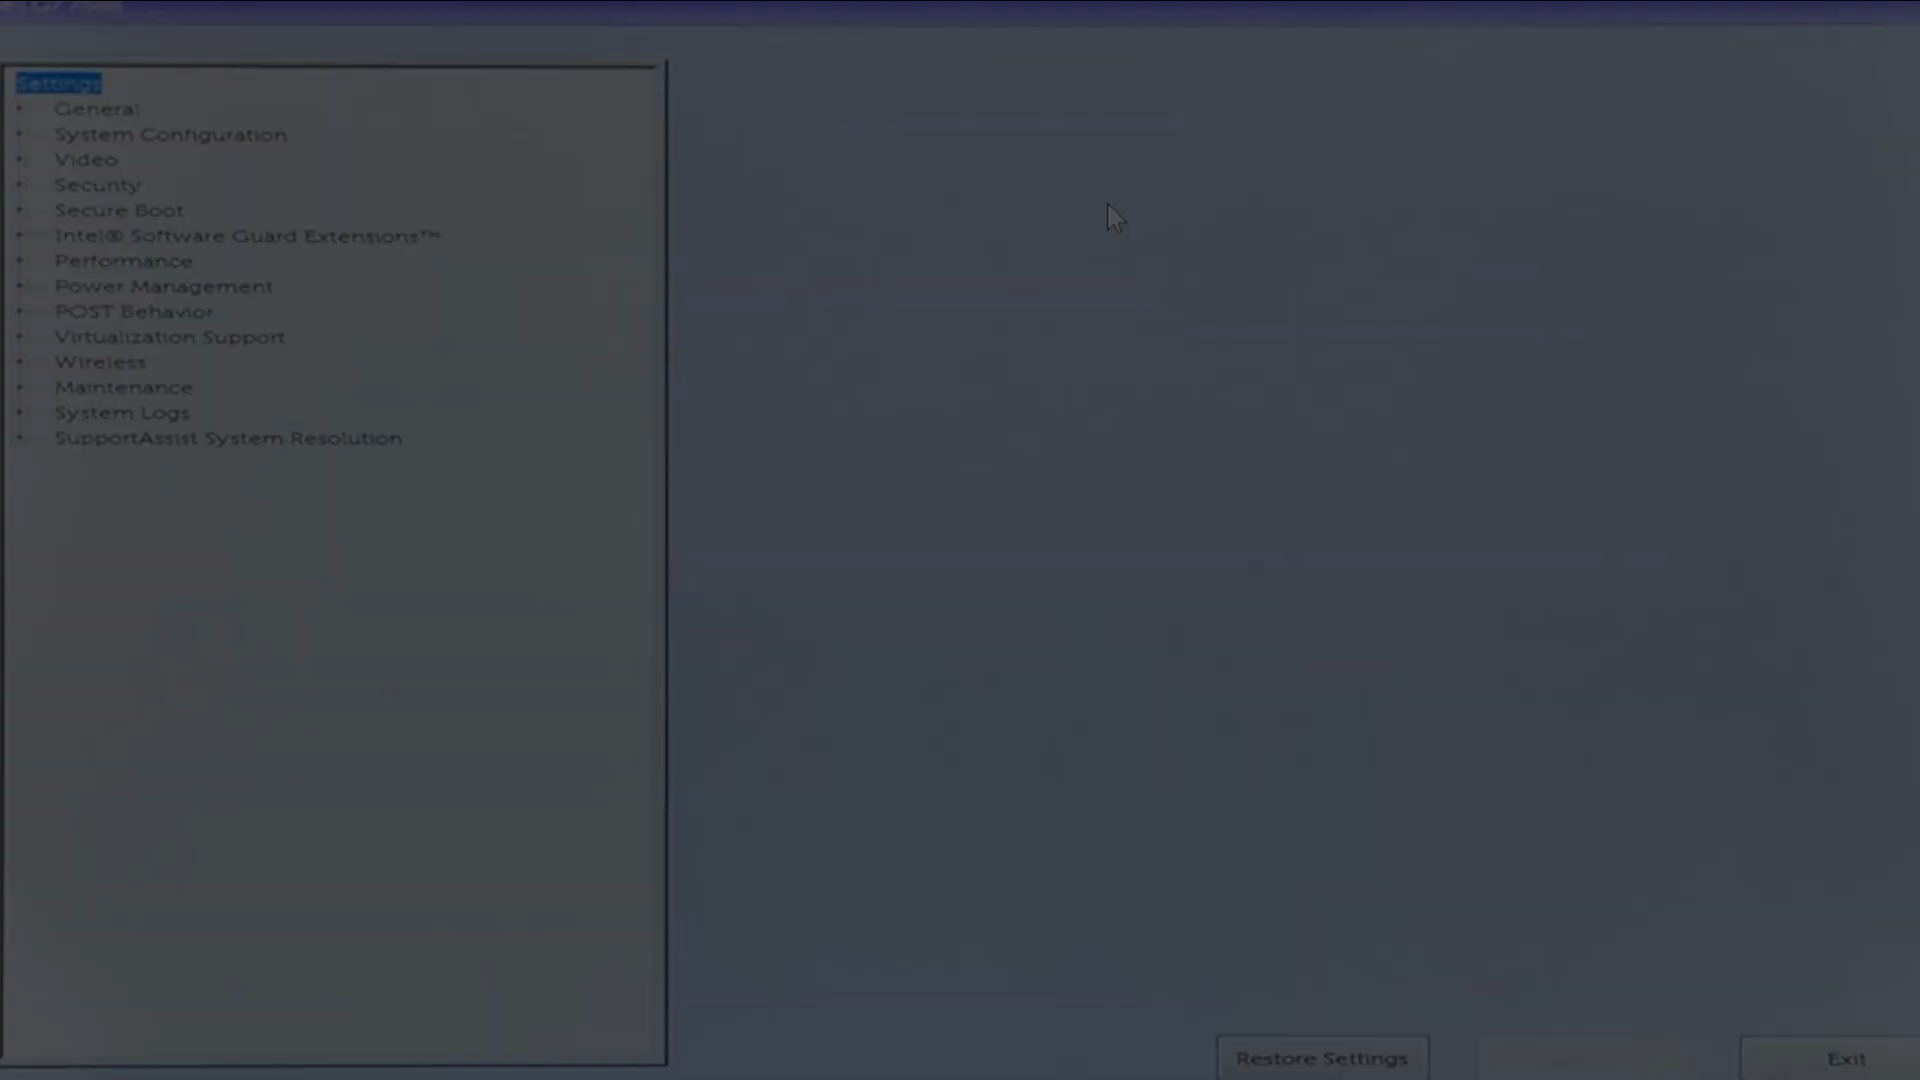 Settings
General
System Configuration
Video
Security
Secure Boot
Intel® Software Guard Extensions™
Performance
Power Management
POST Behavior
Virtualization Support
Wireless
Maintenance
System Logs
SupportAssist System Resolution
Restore Settings
Exit